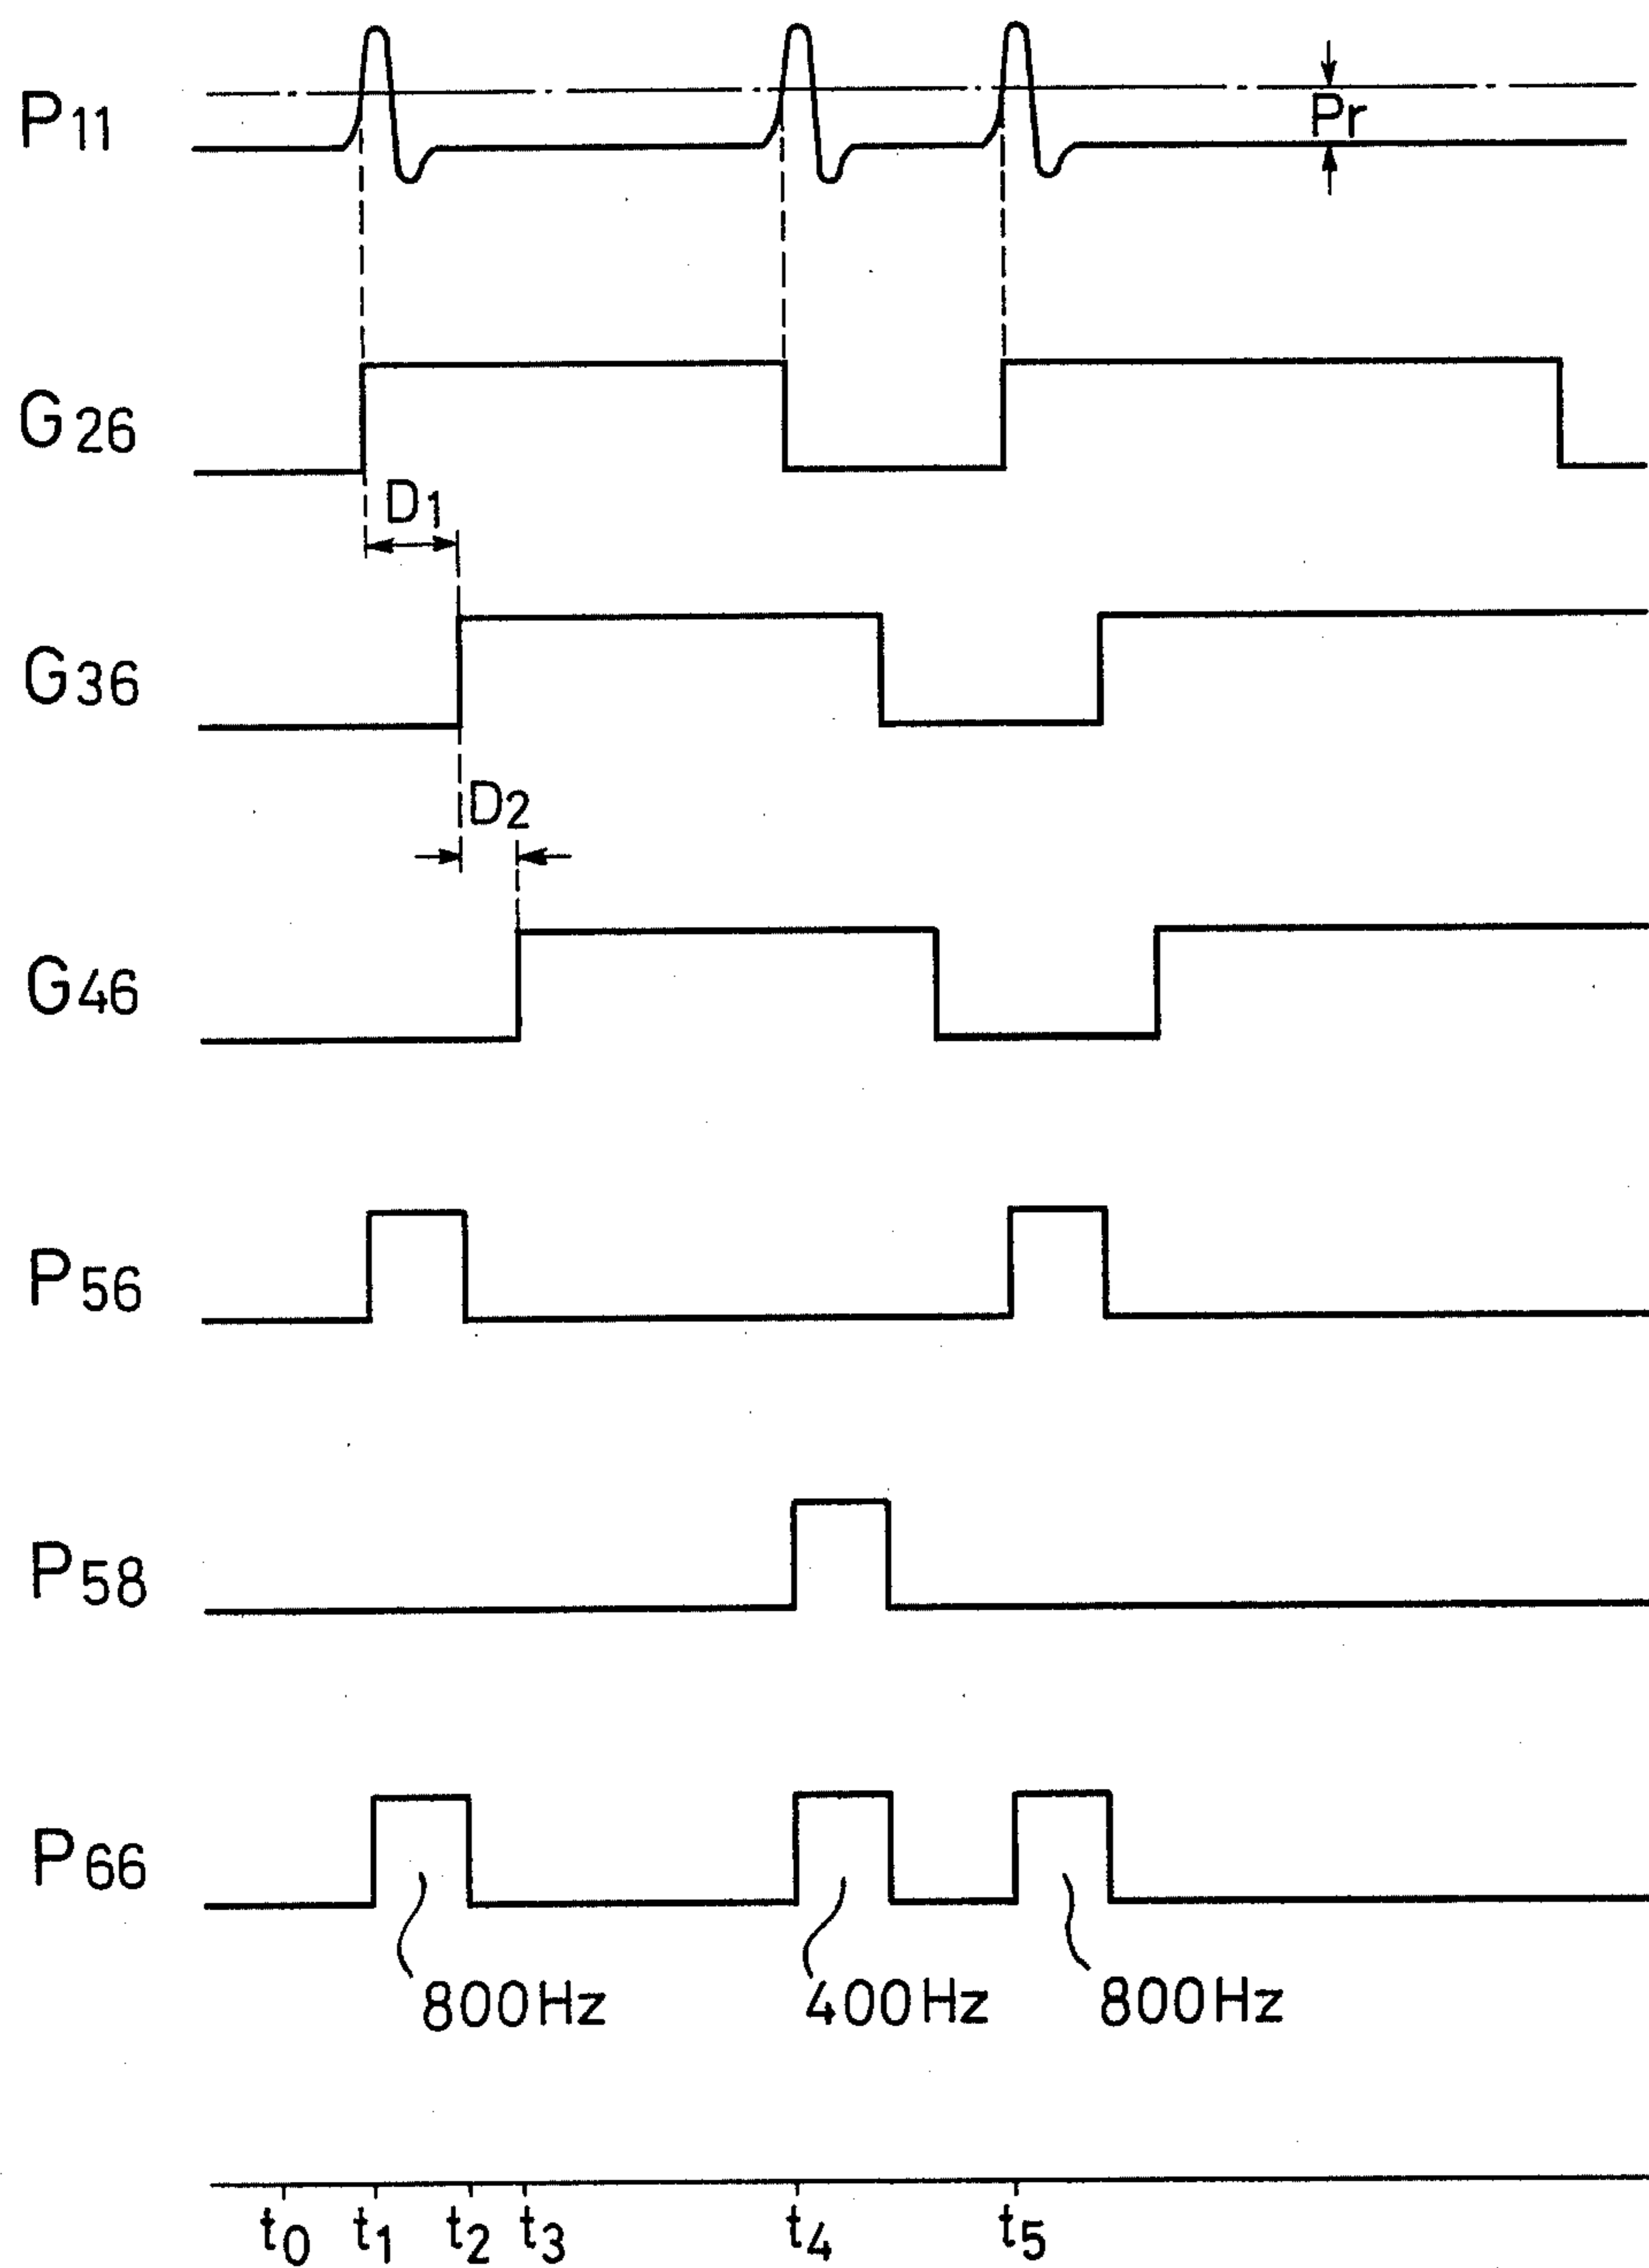 P11
Pr
G26
D1
G36
D2
G46
P56
P58
P66
800Hz 400Hz 800Hz
t0 t1 t2 t3 t4 t5